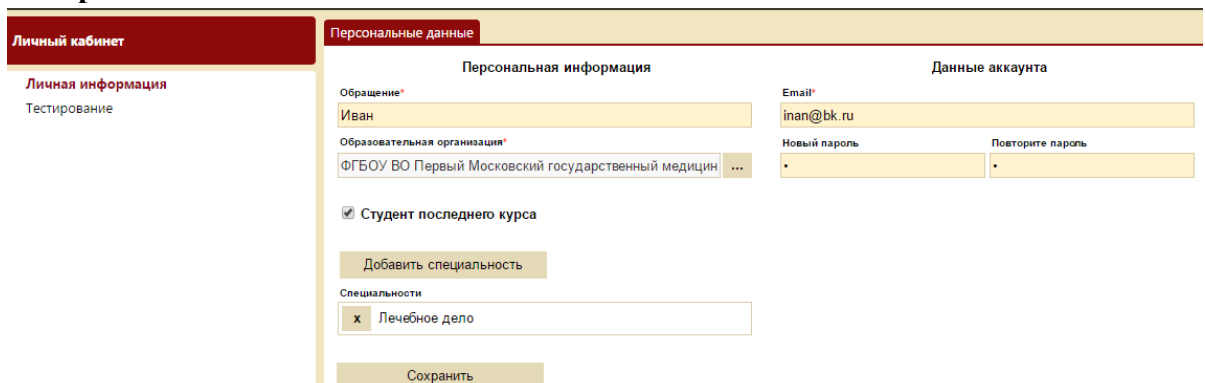 Личный кабинет
Личная информация
Тестирование
Персональные данные
Персональная информация
Обращение*
Иван
Образовательная организация*
ФГБОУ ВО Первый Московский государственный медицин ...
Студент последнего курса
Добавить специальность
Специальности
x Лечебное дело
Сохранить
Данные аккаунта
Email*
inan@bk.ru
Новый пароль Повторите пароль
• •